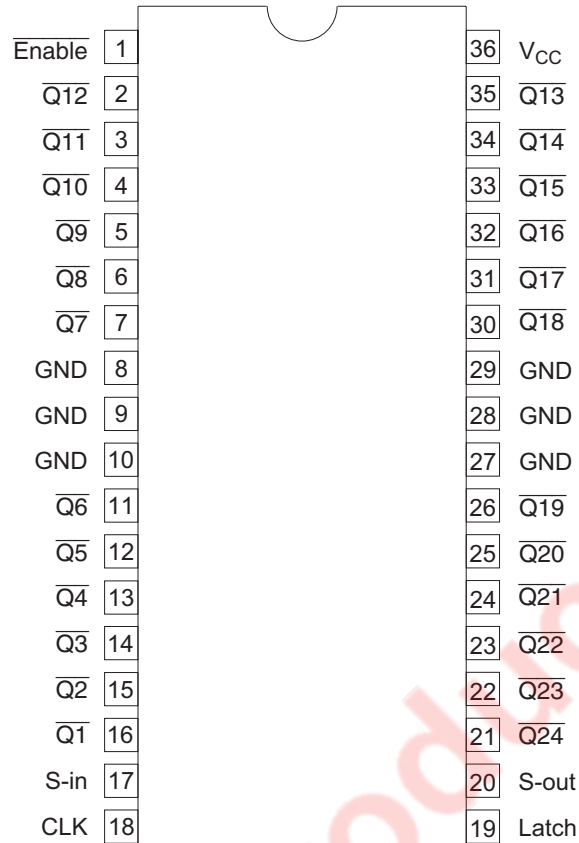 Enable 1 36 VCC
Q12 2 35 Q13
Q11 3 34 Q14
Q10 4 33 Q15
Q9 5 32 Q16
Q8 6 31 Q17
Q7 7 30 Q18
GND 8 29 GND
GND 9 28 GND
GND 10 27 GND
Q6 11 26 Q19
Q5 12 25 Q20
Q4 13 24 Q21
Q3 14 23 Q22
Q2 15 22 Q23
Q1 16 21 Q24
S-in 17 20 S-out
CLK 18 19 Latch